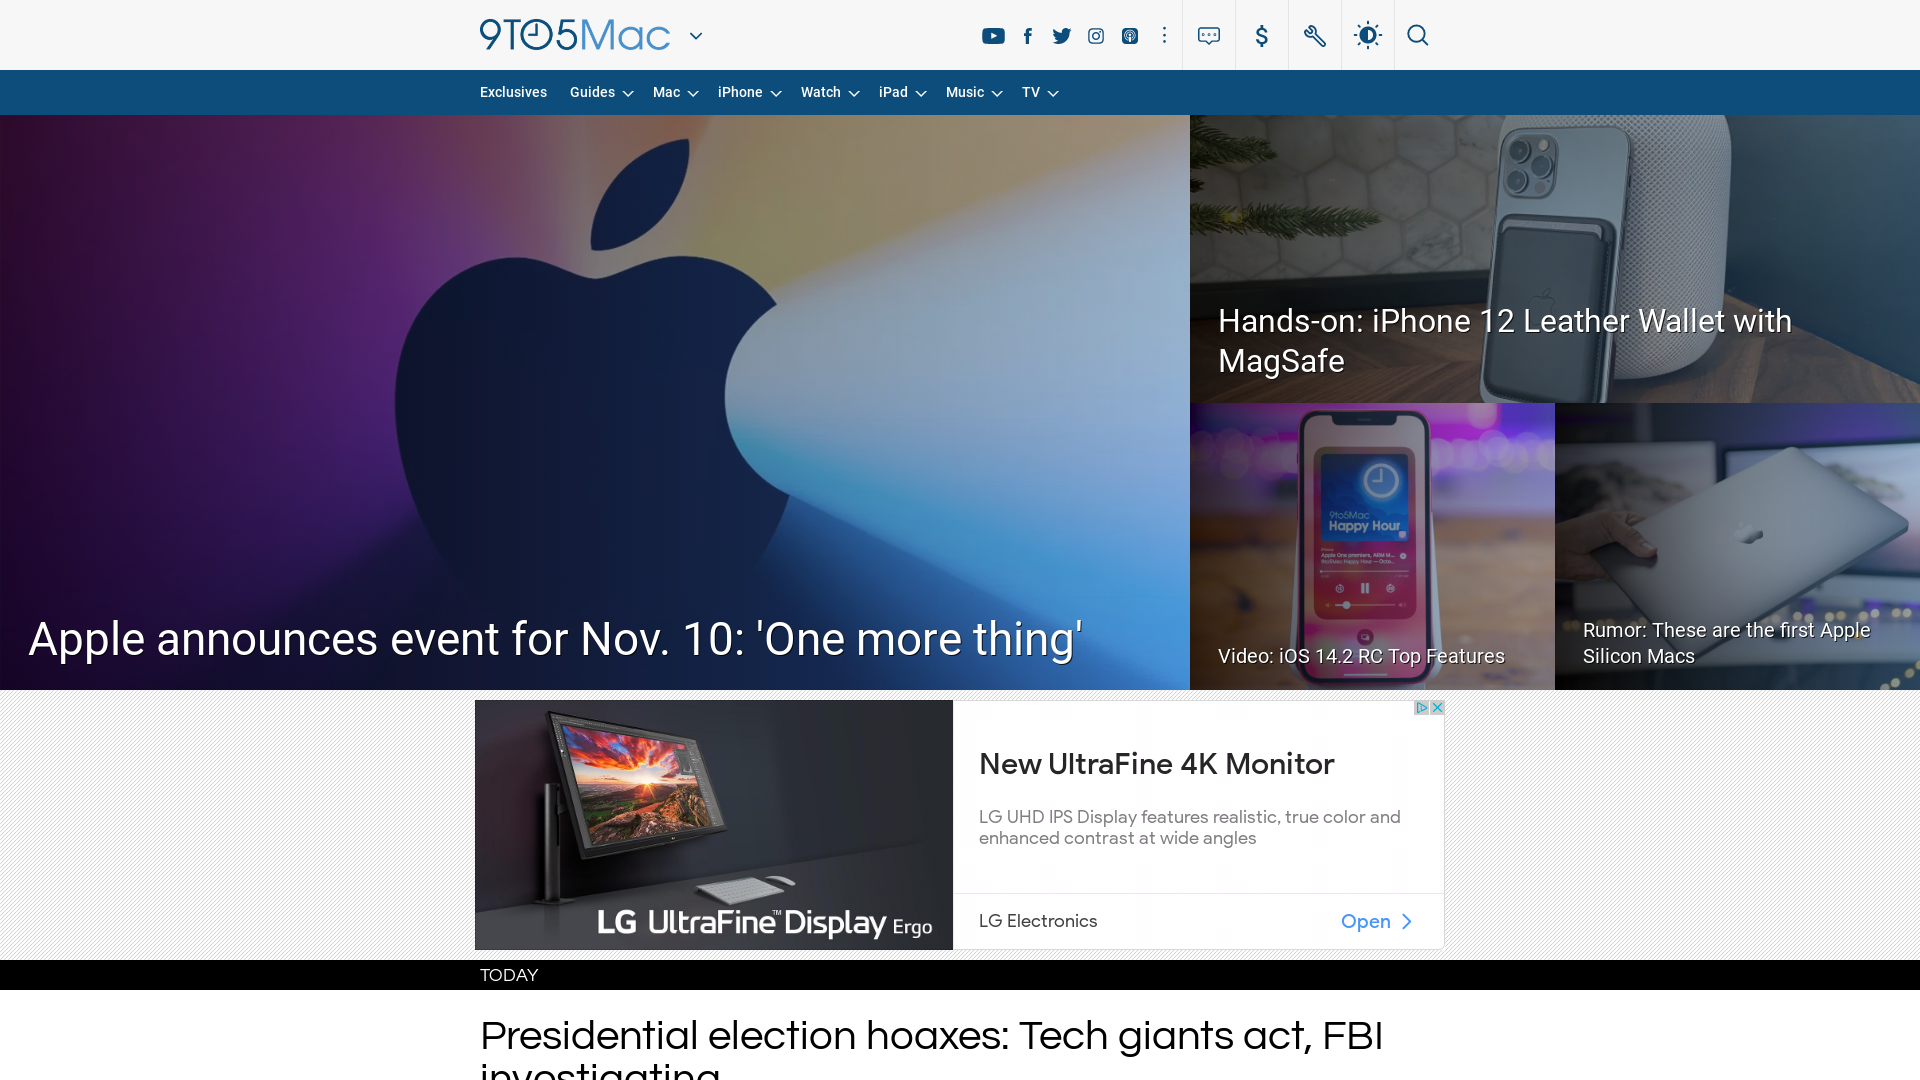 9TO5Mac
Exclusives
Guides
Mac
iPhone
Watch
iPad
Music
TV
Apple announces event for Nov. 10: 'One more thing'
Hands-on: iPhone 12 Leather Wallet with
MagSafe
9to5Mac
Happy Hour
Video: iOS 14.2 RC Top Features
Rumor: These are the first Apple
Silicon Macs
LG UltraFine™ Display Ergo
New UltraFine 4K Monitor
LG UHD IPS Display features realistic, true color and
enhanced contrast at wide angles
LG Electronics
Open
TODAY
Presidential election hoaxes: Tech giants act, FBI
investigating